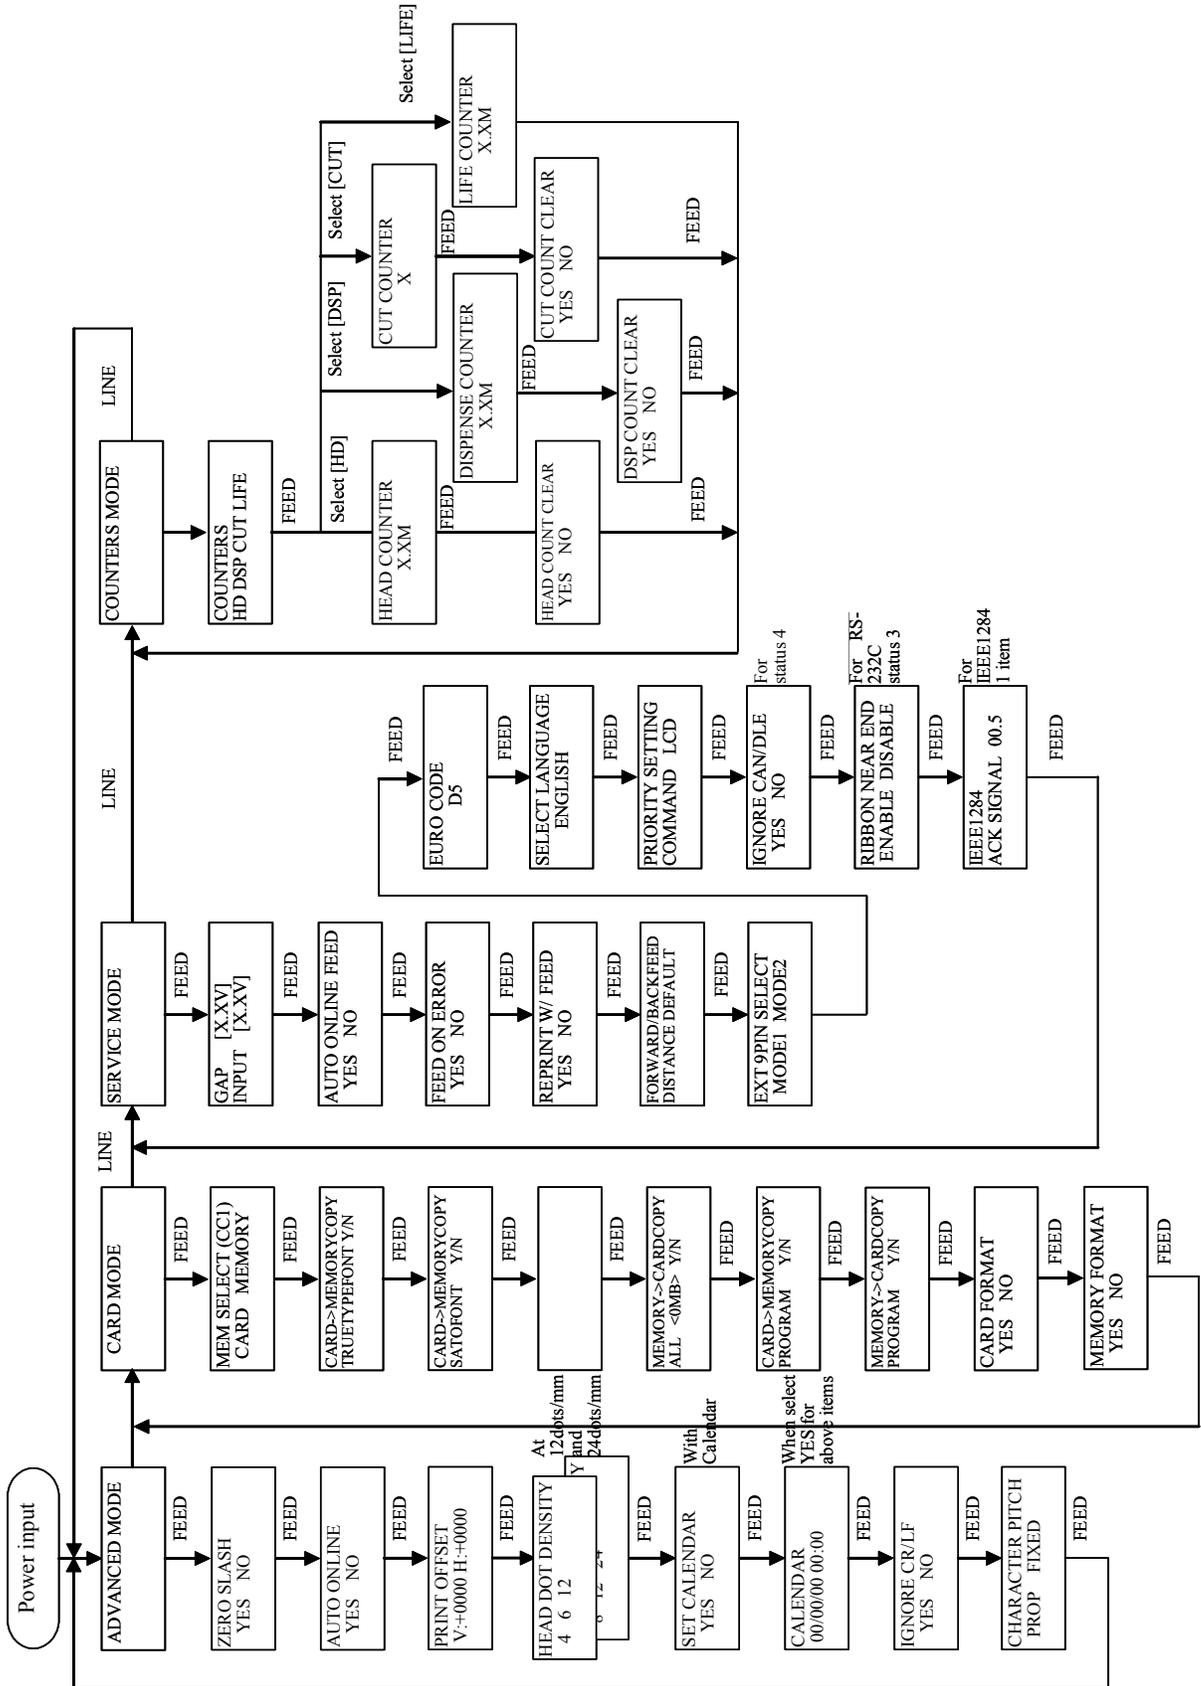 Power input
ADVANCED MODE
FEED
ZERO SLASH
YES NO
FEED
AUTO ONLINE
YES NO
FEED
PRINT OFFSET
V:+0000 H:+0000
FEED
HEAD DOT DENSITY
4 6 12
Y
8 12 24
At
12dots/mm
and
24dots/mm
FEED
SET CALENDAR
YES NO
With
Calendar
FEED
CALENDAR
00/00/00 00:00
When select
YES for
above items
FEED
IGNORE CR/LF
YES NO
FEED
CHARACTER PITCH
PROP FIXED
FEED
CARD MODE
FEED
MEM SELECT (CC1)
CARD MEMORY
FEED
CARD->MEMORYCOPY
TRUETYPEFONT Y/N
FEED
CARD->MEMORYCOPY
SATOFONT Y/N
FEED
FEED
MEMORY->CARDCOPY
ALL <0MB> Y/N
FEED
CARD->MEMORYCOPY
PROGRAM Y/N
FEED
MEMORY->CARDCOPY
PROGRAM Y/N
FEED
CARD FORMAT
YES NO
FEED
MEMORY FORMAT
YES NO
FEED
LINE
SERVICE MODE
FEED
GAP [X.XV]
INPUT [X.XV]
FEED
AUTO ONLINE FEED
YES NO
FEED
FEED ON ERROR
YES NO
FEED
REPRINT W/ FEED
YES NO
FEED
FORWARD/BACKFEED
DISTANCE DEFAULT
FEED
EXT 9PIN SELECT
MODE1 MODE2
FEED
EURO CODE
D5
FEED
SELECT LANGUAGE
ENGLISH
FEED
PRIORITY SETTING
COMMAND LCD
FEED
IGNORE CAN/DLE
YES NO
For
status 4
FEED
RIBBON NEAR END
ENABLE DISABLE
For RS-
232C
status 3
FEED
IEEE1284
ACK SIGNAL 00.5
For
IEEE1284
1 item
FEED
LINE
COUNTERS MODE
LINE
COUNTERS
HD DSP CUT LIFE
FEED
Select [HD]
HEAD COUNTER
X.XM
FEED
HEAD COUNT CLEAR
YES NO
FEED
Select [DSP]
DISPENSE COUNTER
X.XM
FEED
DSP COUNT CLEAR
YES NO
FEED
Select [CUT]
CUT COUNTER
X
FEED
CUT COUNT CLEAR
YES NO
FEED
Select [LIFE]
LIFE COUNTER
X.XM